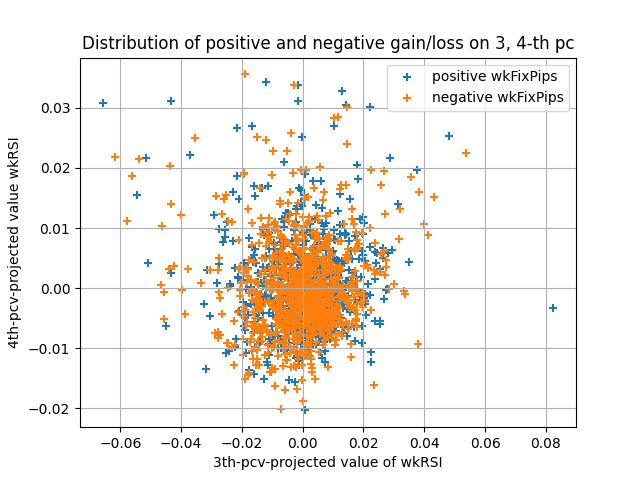 Distribution of positive and negative gain/loss on 3, 4-th pc
positive wkFixPips
negative wkFixPips
4th-pcv-projected value wkRSI
0.03
0.02
0.01
0.00
−0.01
−0.02
−0.06 −0.04 −0.02 0.00 0.02 0.04 0.06 0.08
3th-pcv-projected value of wkRSI